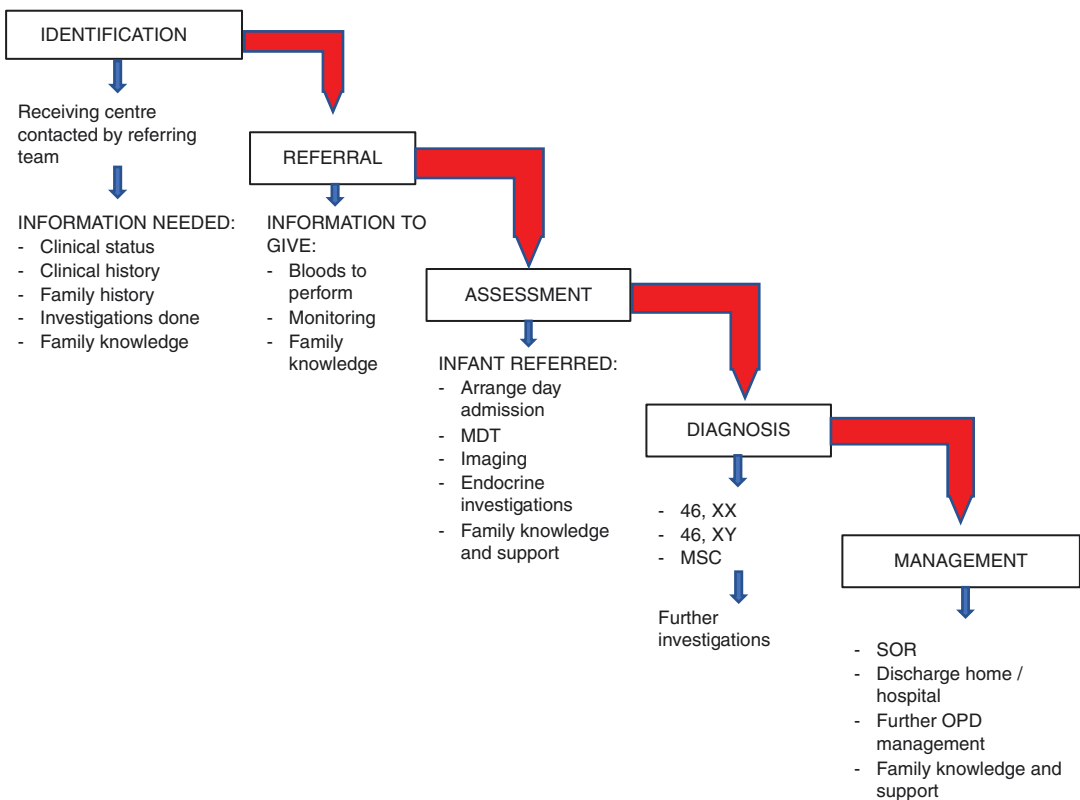 IDENTIFICATION
Receiving centre
contacted by referring
team
INFORMATION NEEDED:
- Clinical status
- Clinical history
- Family history
- Investigations done
- Family knowledge
REFERRAL
INFORMATION TO
GIVE:
- Bloods to
perform
- Monitoring
- Family
knowledge
ASSESSMENT
INFANT REFERRED:
- Arrange day
admission
- MDT
- Imaging
- Endocrine
investigations
- Family knowledge
and support
DIAGNOSIS
- 46, XX
- 46, XY
- MSC
Further
investigations
MANAGEMENT
- SOR
- Discharge home /
hospital
- Further OPD
management
- Family knowledge and
support